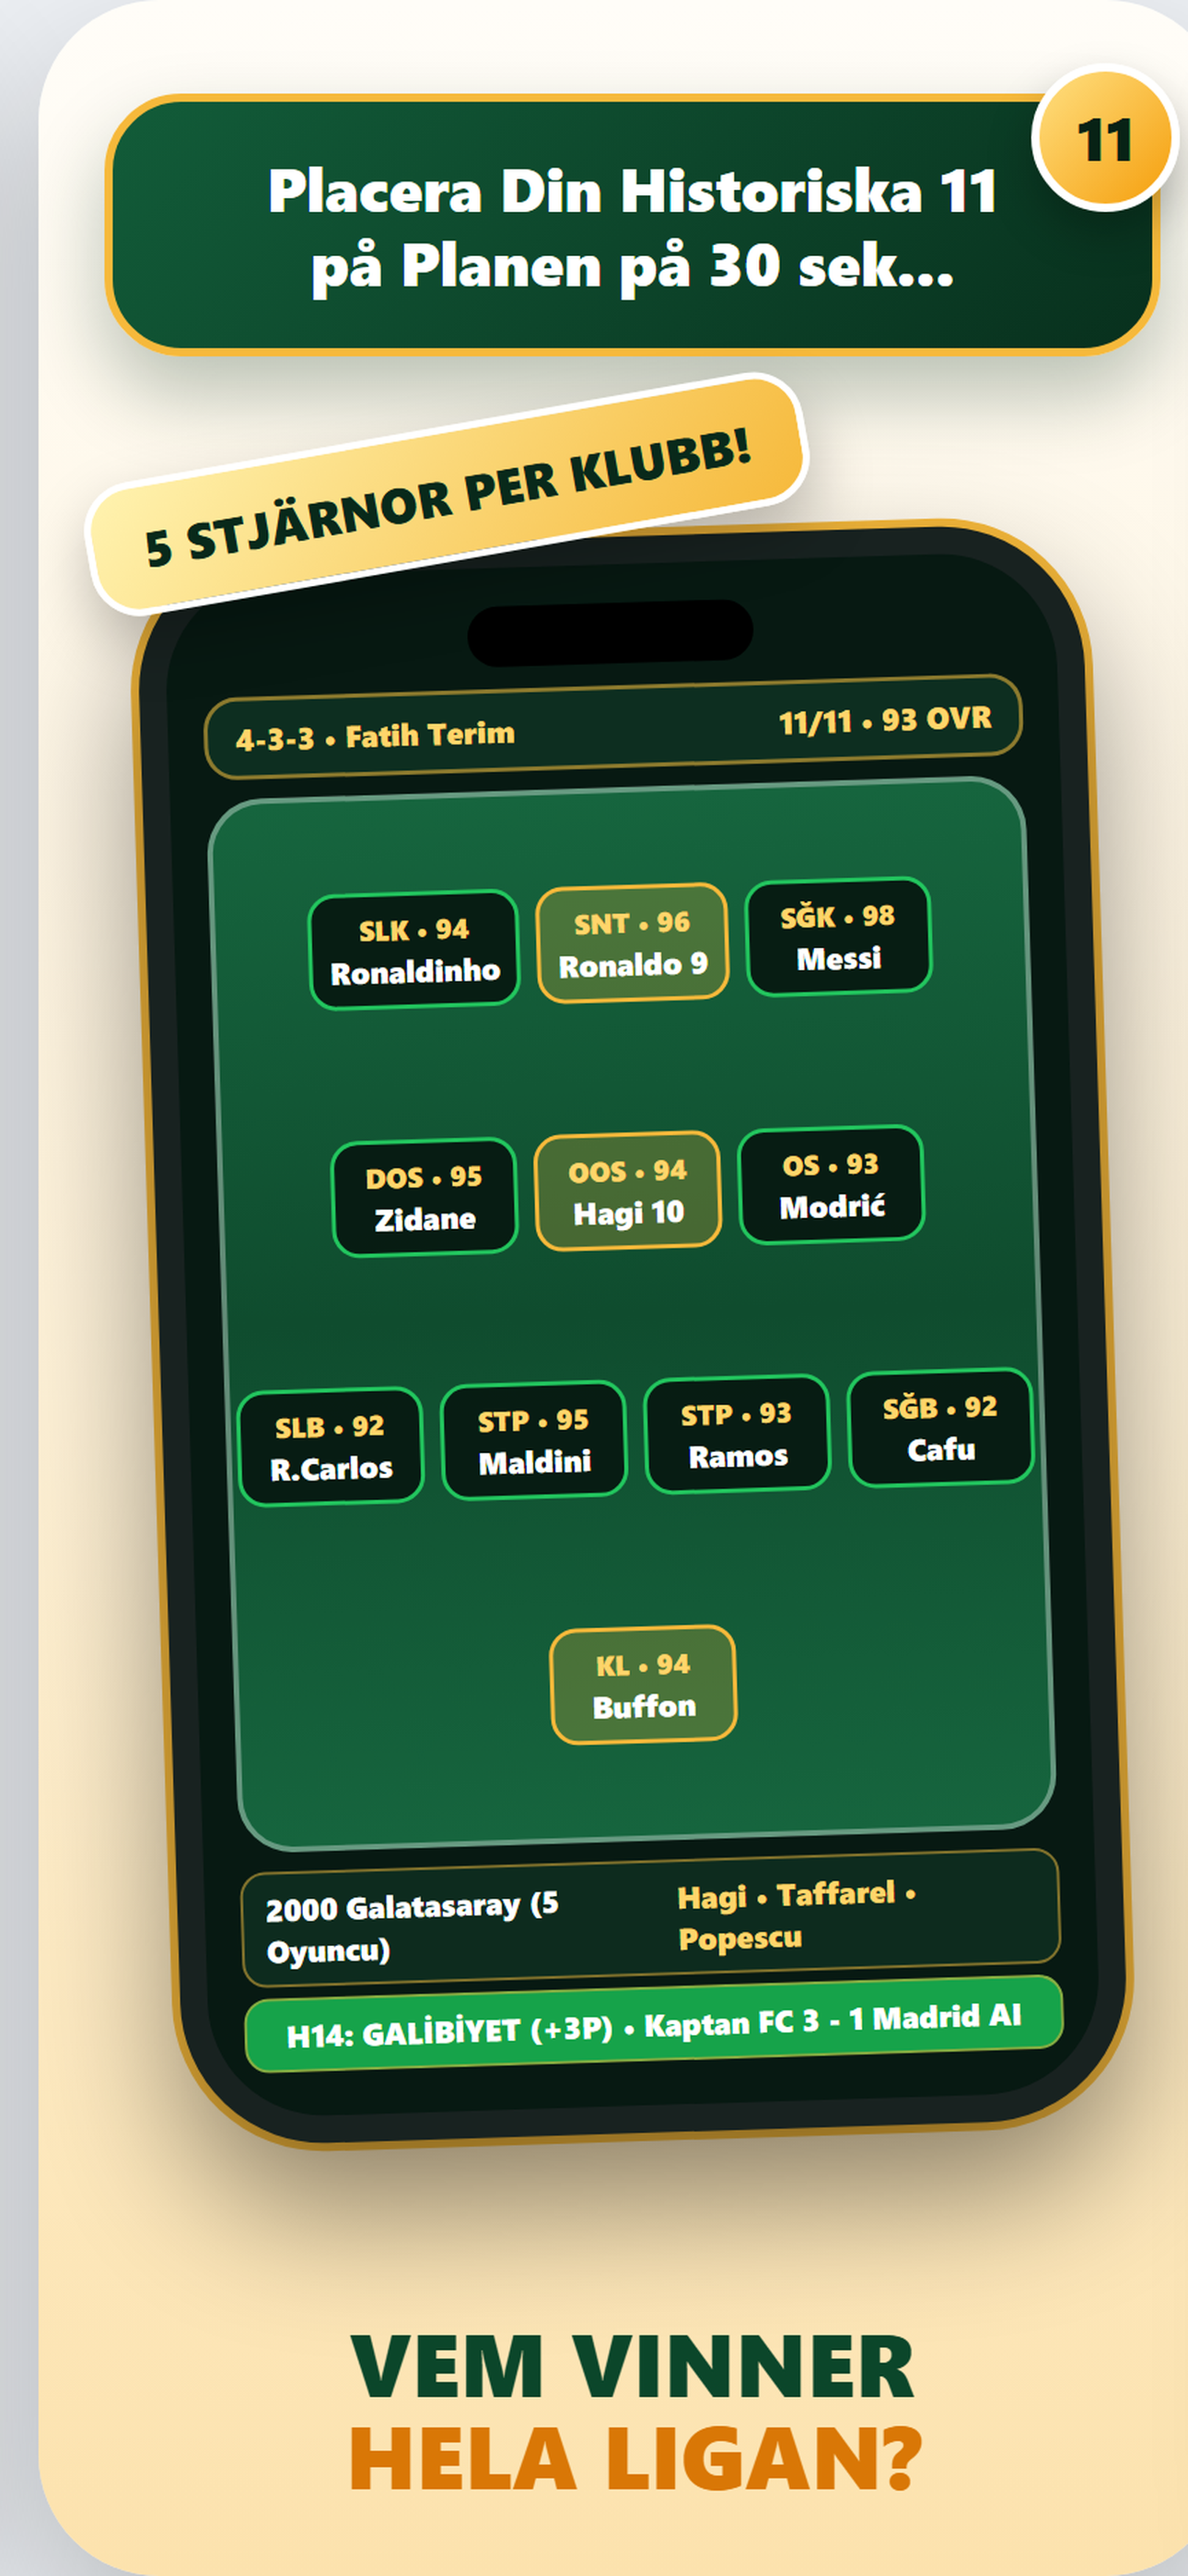 11
Placera Din Historiska 11
på Planen på 30 sek...
5 STJÄRNOR PER KLUBB!
4-3-3 • Fatih Terim
11/11 • 93 OVR
SLK • 94
Ronaldinho
SNT • 96
Ronaldo 9
SĞK • 98
Messi
DOS • 95
Zidane
OOS • 94
Hagi 10
OS • 93
Modrić
SLB • 92
R.Carlos
STP • 95
Maldini
STP • 93
Ramos
SĞB • 92
Cafu
KL • 94
Buffon
2000 Galatasaray (5
Oyuncu)
Hagi • Taffarel •
Popescu
H14: GALİBİYET (+3P) • Kaptan FC 3 - 1 Madrid AI
VEM VINNER
HELA LIGAN?